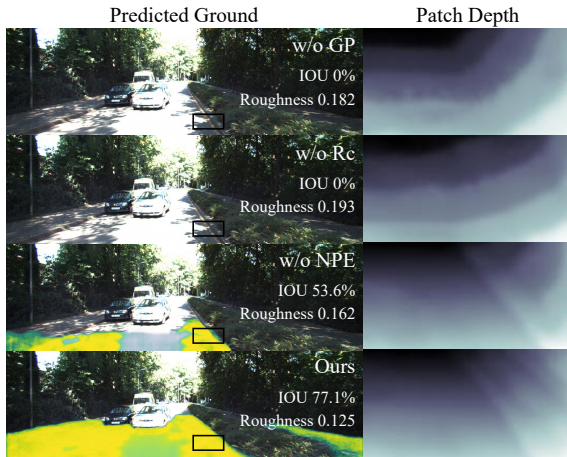 Predicted Ground
Patch Depth
w/o GP
IOU 0%
Roughness 0.182
w/o Rc
IOU 0%
Roughness 0.193
w/o NPE
IOU 53.6%
Roughness 0.162
Ours
IOU 77.1%
Roughness 0.125